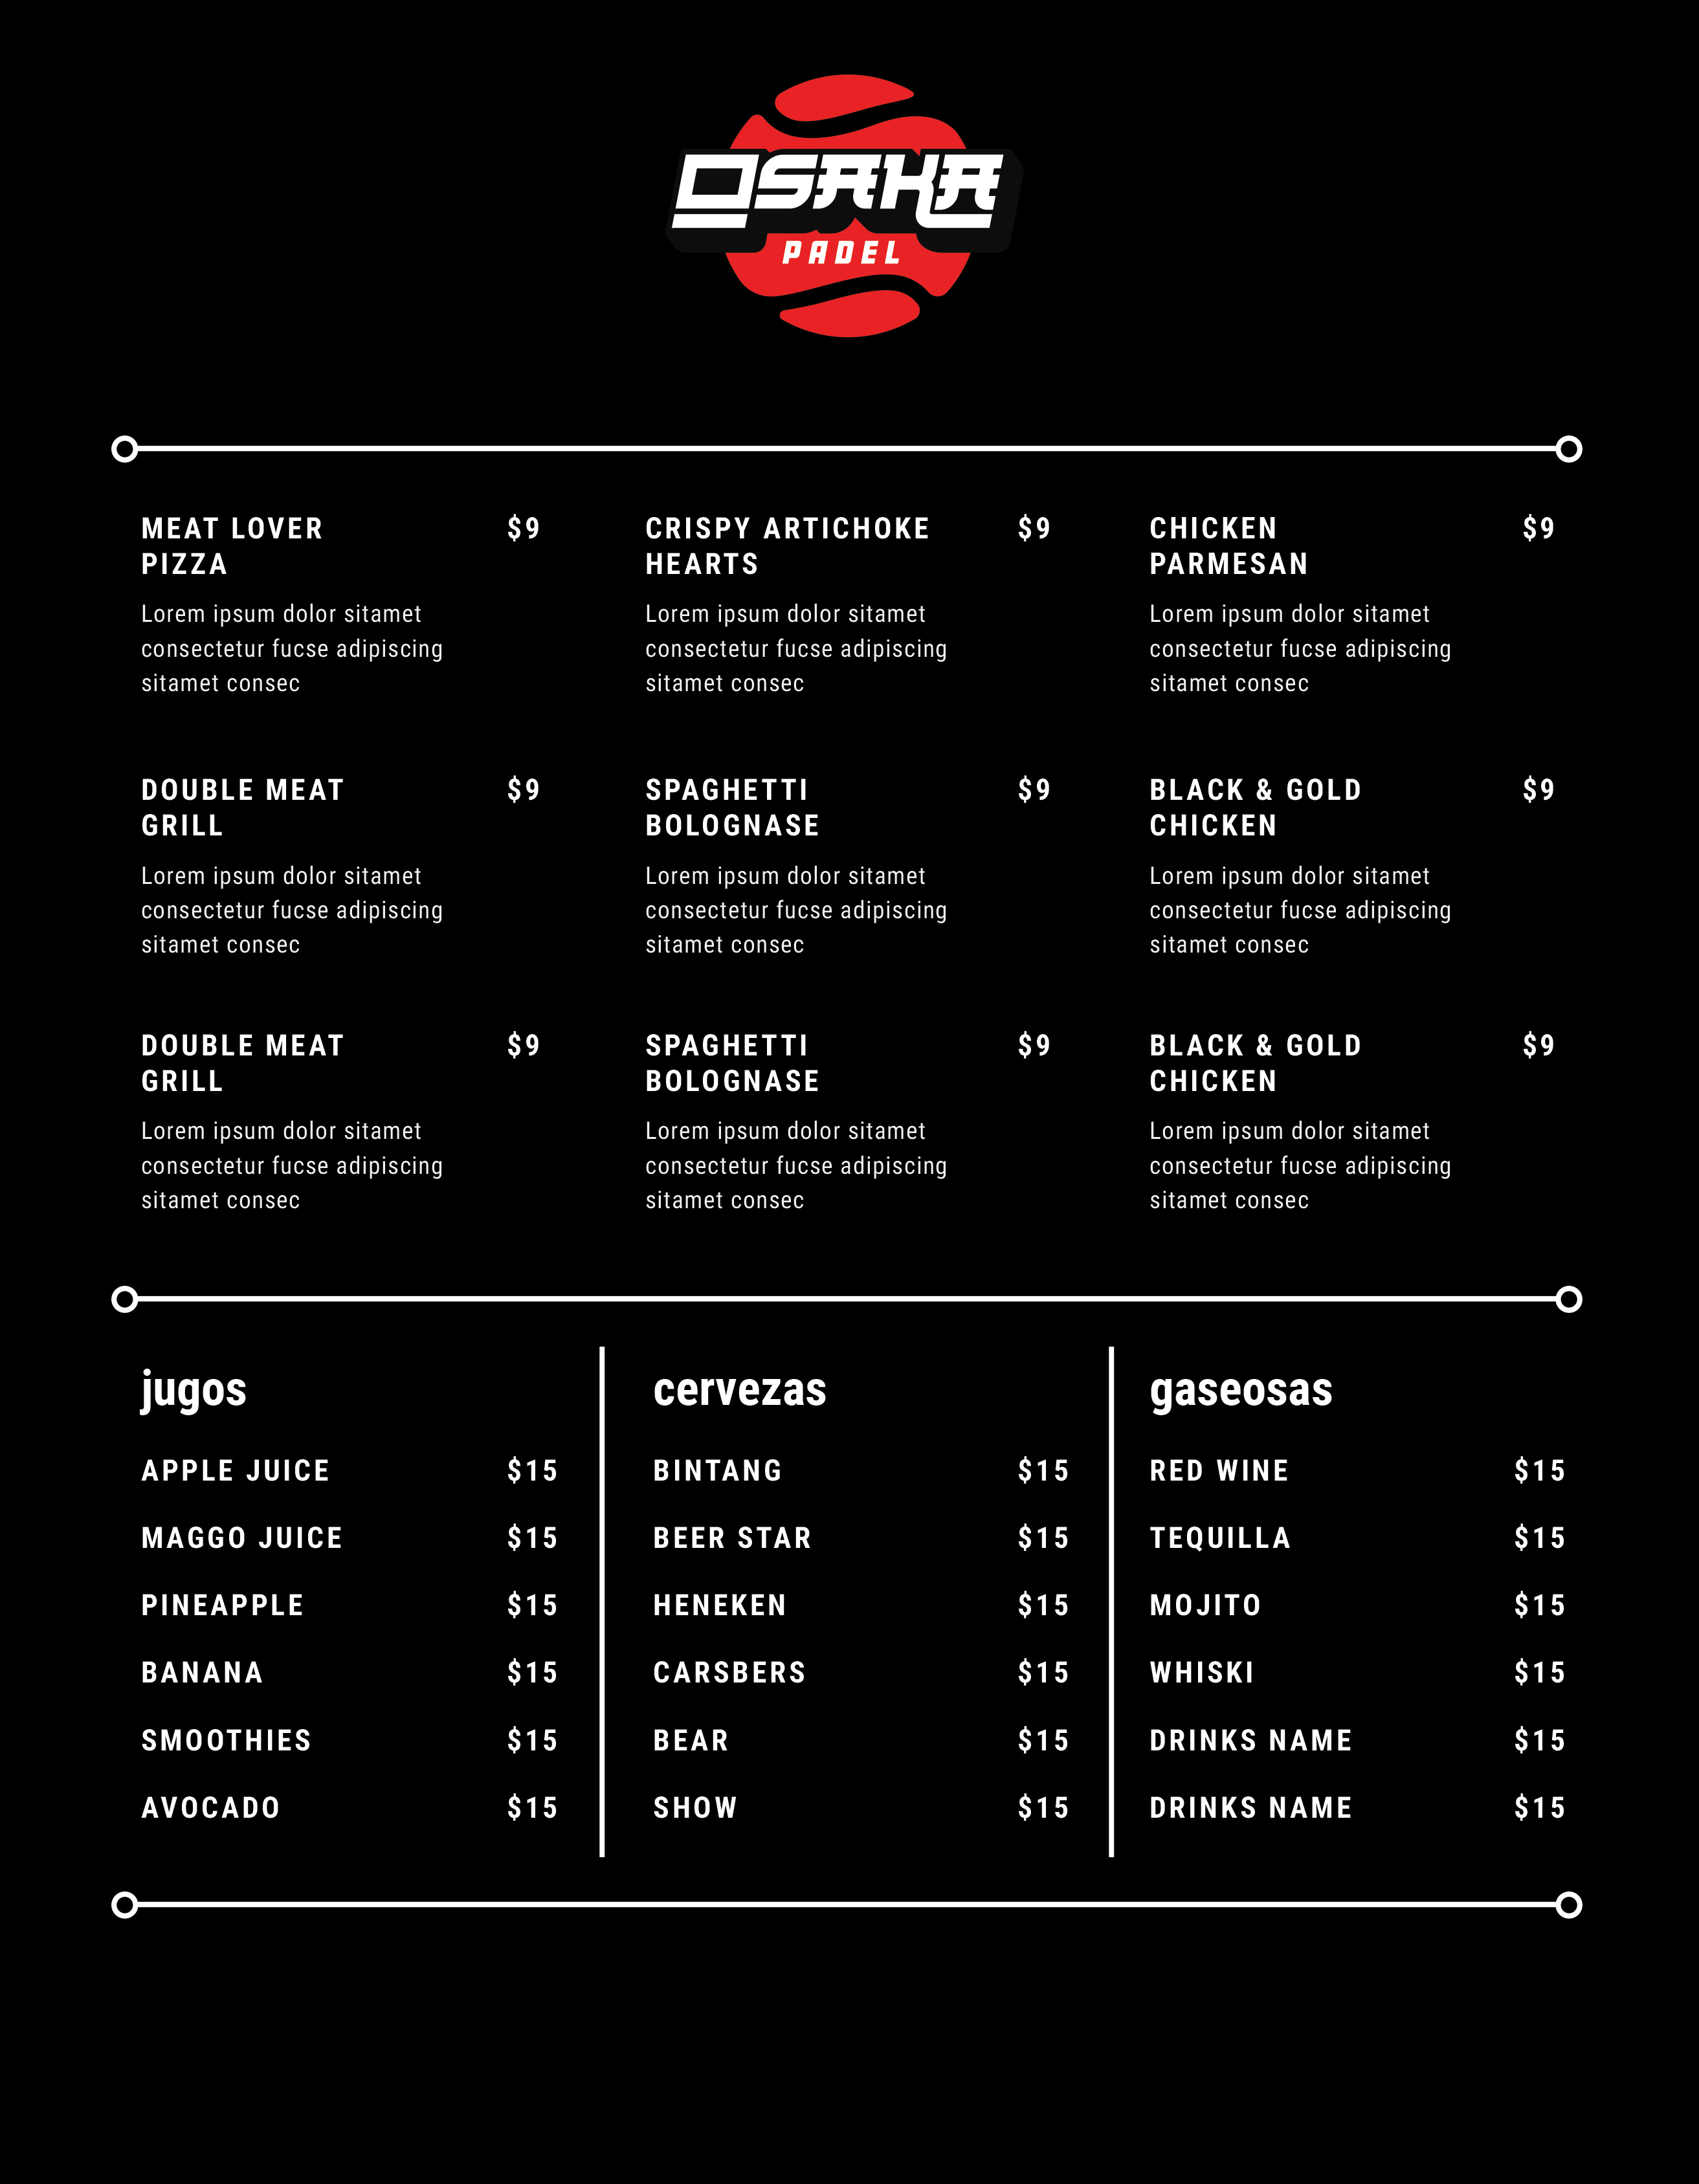 OSAKA
PADEL
MEAT LOVER $9
PIZZA
Lorem ipsum dolor sitamet
consectetur fucse adipiscing
sitamet consec
CRISPY ARTICHOKE $9
HEARTS
Lorem ipsum dolor sitamet
consectetur fucse adipiscing
sitamet consec
CHICKEN $9
PARMESAN
Lorem ipsum dolor sitamet
consectetur fucse adipiscing
sitamet consec
DOUBLE MEAT $9
GRILL
Lorem ipsum dolor sitamet
consectetur fucse adipiscing
sitamet consec
SPAGHETTI $9
BOLOGNASE
Lorem ipsum dolor sitamet
consectetur fucse adipiscing
sitamet consec
BLACK & GOLD $9
CHICKEN
Lorem ipsum dolor sitamet
consectetur fucse adipiscing
sitamet consec
DOUBLE MEAT $9
GRILL
Lorem ipsum dolor sitamet
consectetur fucse adipiscing
sitamet consec
SPAGHETTI $9
BOLOGNASE
Lorem ipsum dolor sitamet
consectetur fucse adipiscing
sitamet consec
BLACK & GOLD $9
CHICKEN
Lorem ipsum dolor sitamet
consectetur fucse adipiscing
sitamet consec
jugos
APPLE JUICE $15
MAGGO JUICE $15
PINEAPPLE $15
BANANA $15
SMOOTHIES $15
AVOCADO $15
cervezas
BINTANG $15
BEER STAR $15
HENEKEN $15
CARSBERS $15
BEAR $15
SHOW $15
gaseosas
RED WINE $15
TEQUILLA $15
MOJITO $15
WHISKI $15
DRINKS NAME $15
DRINKS NAME $15